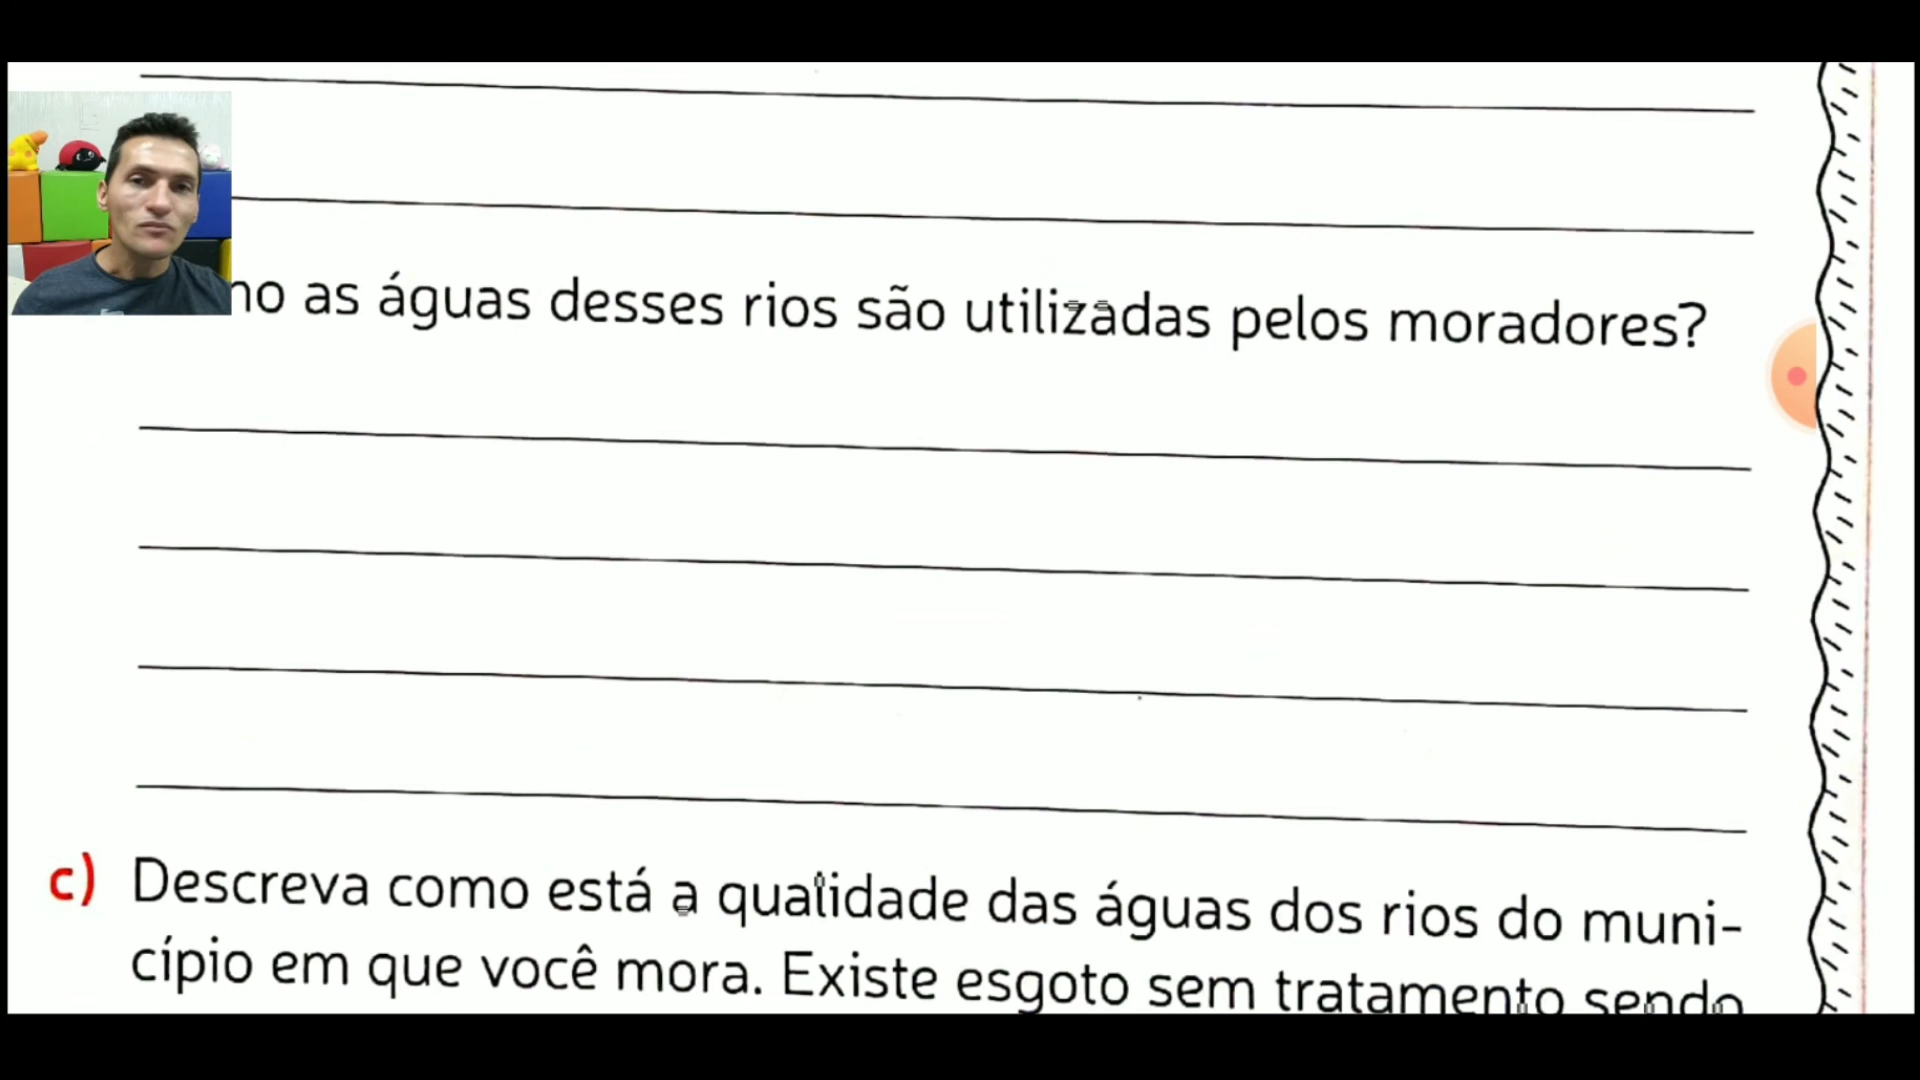 as águas desses rios são utilizadas pelos moradores?
c) Descreva como está a qualidade das águas dos rios do muni-
cípio em que você mora. Existe esgoto sem tratamento sendo